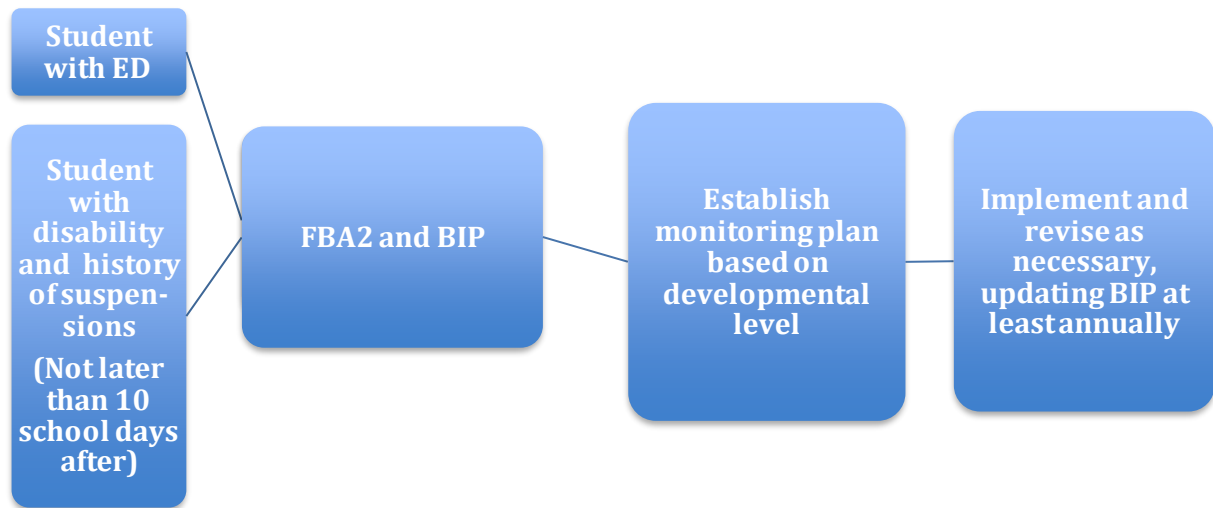 Student
with ED
Student
with
disability
and history
of suspen-
sions
(Not later
than 10
school days
after)
FBA2 and BIP
Establish
monitoring plan
based on
developmental
level
Implement and
revise as
necessary,
updating BIP at
least annually